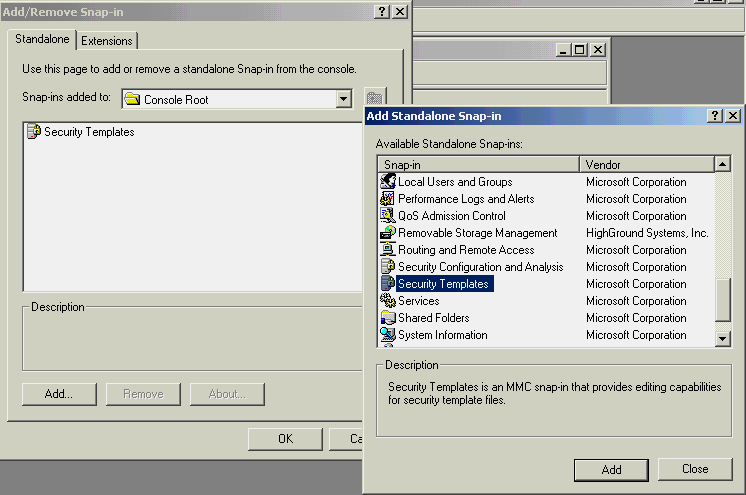 Add/Remove Snap-in
Standalone
Extensions
Use this page to add or remove a standalone Snap-in from the console.
Snap-ins added to:
Console Root
Security Templates
Description
Add...
Remove
About...
OK
Ca
Add Standalone Snap-in
Available Standalone Snap-ins:
Snap-in Vendor
Local Users and Groups Microsoft Corporation
Performance Logs and Alerts Microsoft Corporation
QoS Admission Control Microsoft Corporation
Removable Storage Management HighGround Systems, Inc.
Routing and Remote Access Microsoft Corporation
Security Configuration and Analysis Microsoft Corporation
Security Templates Microsoft Corporation
Services Microsoft Corporation
Shared Folders Microsoft Corporation
System Information Microsoft Corporation
Description
Security Templates is an MMC snap-in that provides editing capabilities
for security template files.
Add
Close